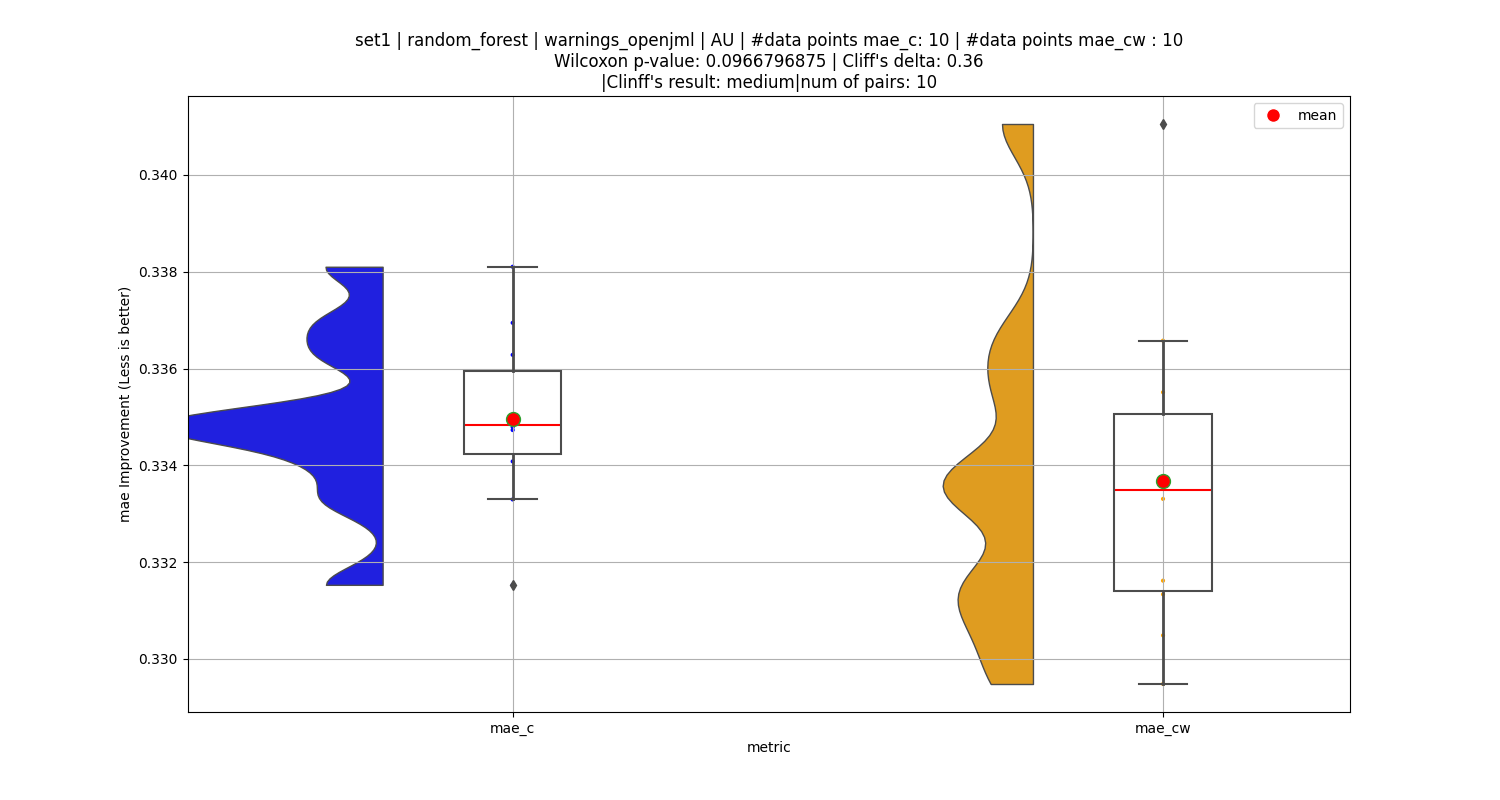 set1 | random_forest | warnings_openjml | AU | #data points mae_c: 10 | #data points mae_cw : 10
Wilcoxon p-value: 0.0966796875 | Cliff's delta: 0.36
|Clinff's result: medium|num of pairs: 10
mean
0.340
0.338
0.336
0.334
0.332
0.330
mae Improvement (Less is better)
mae_c
mae_cw
metric